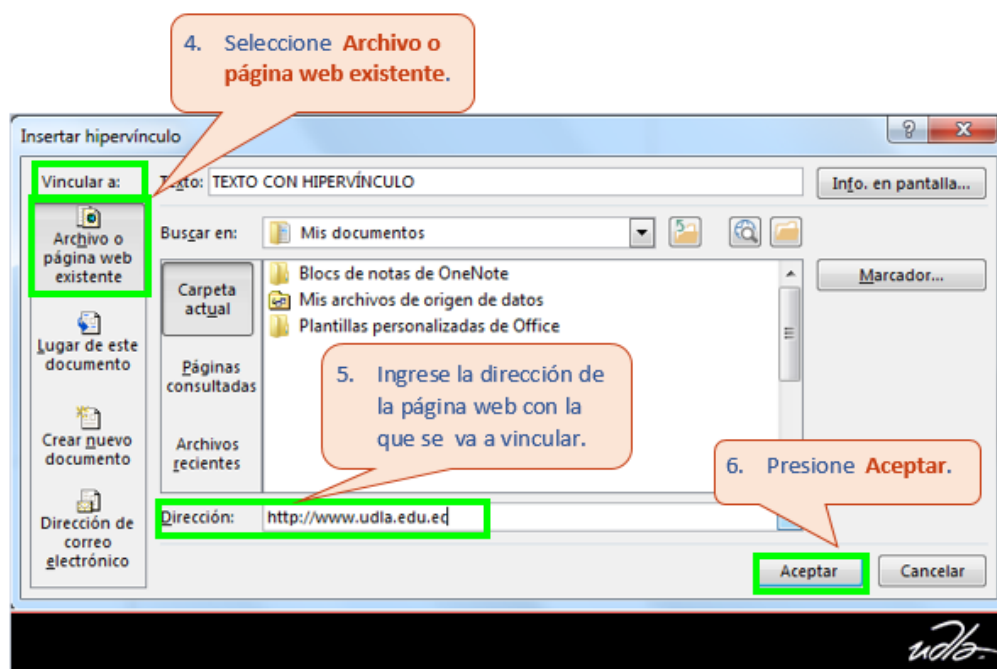 4. Seleccione Archivo o
página web existente.
Insertar hipervínculo
Vincular a:
Texto: TEXTO CON HIPERVÍNCULO
Info. en pantalla...
Archivo o
página web
existente
Buscar en:
Mis documentos
Carpeta
actual
Blocs de notas de OneNote
Mis archivos de origen de datos
Plantillas personalizadas de Office
Marcador...
Lugar de este
documento
Páginas
consultadas
5. Ingrese la dirección de
la página web con la
que se va a vincular.
Crear nuevo
documento
Archivos
recientes
6. Presione Aceptar.
Dirección de
correo
electrónico
Dirección: http://www.udla.edu.ec
Aceptar
Cancelar
udla-